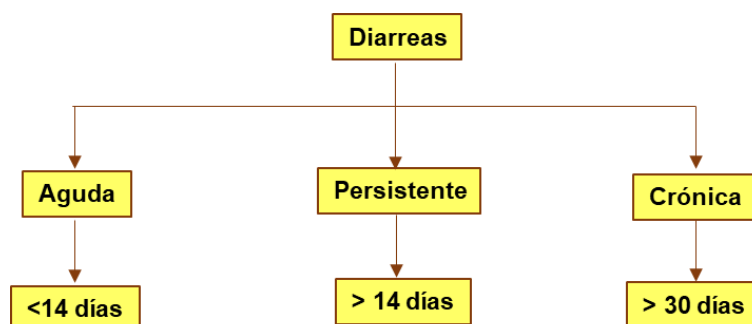 Diarreas
Aguda
Persistente
Crónica
<14 días
> 14 días
> 30 días